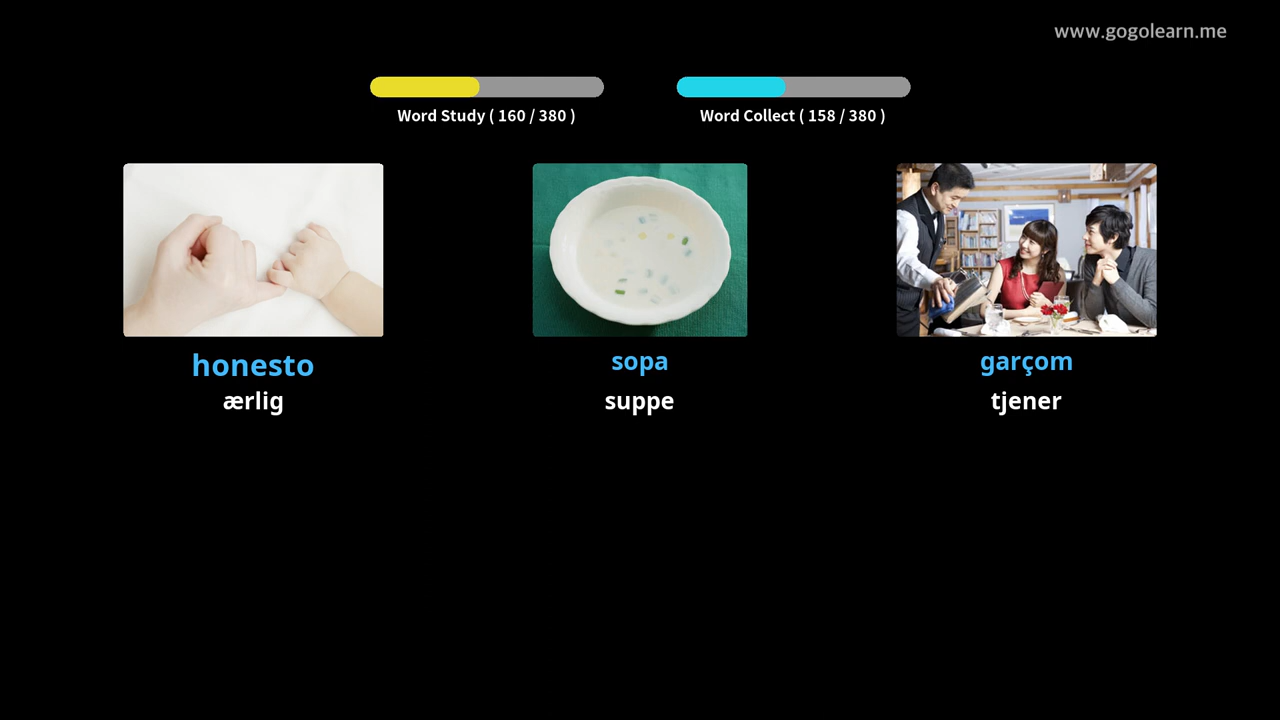 www.gogolearn.me
Word Study ( 160 / 380 )
Word Collect ( 158 / 380 )
honesto
ærlig
sopa
suppe
garçom
tjener